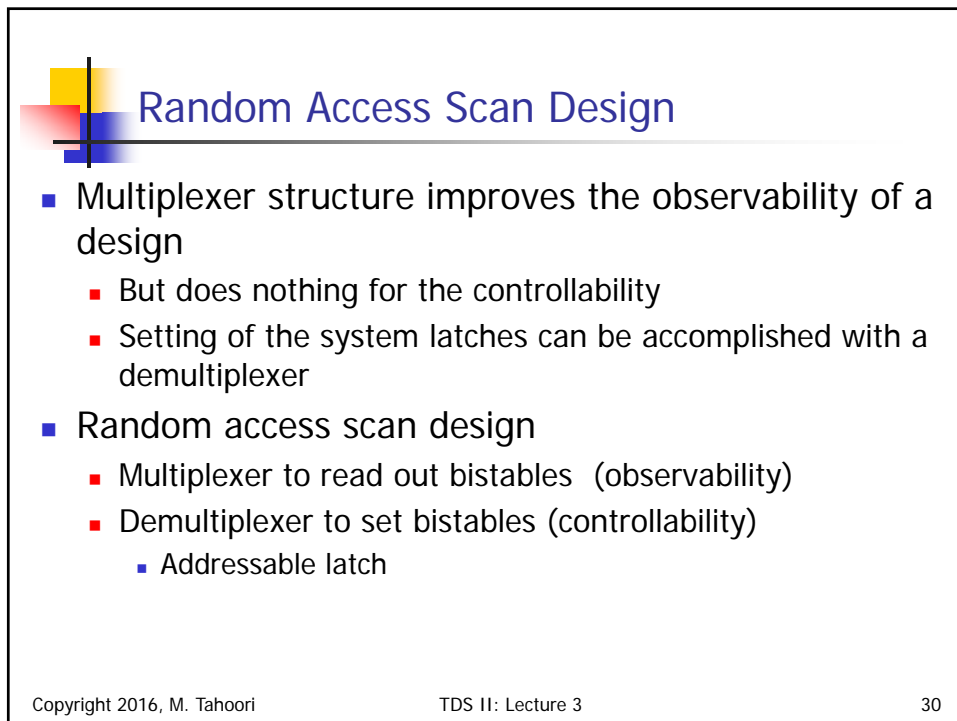 Random Access Scan Design
■ Multiplexer structure improves the observability of a
design
■ But does nothing for the controllability
■ Setting of the system latches can be accomplished with a
demultiplexer
■ Random access scan design
■ Multiplexer to read out bistables (observability)
■ Demultiplexer to set bistables (controllability)
■ Addressable latch
Copyright 2016, M. Tahoori TDS II: Lecture 3 30